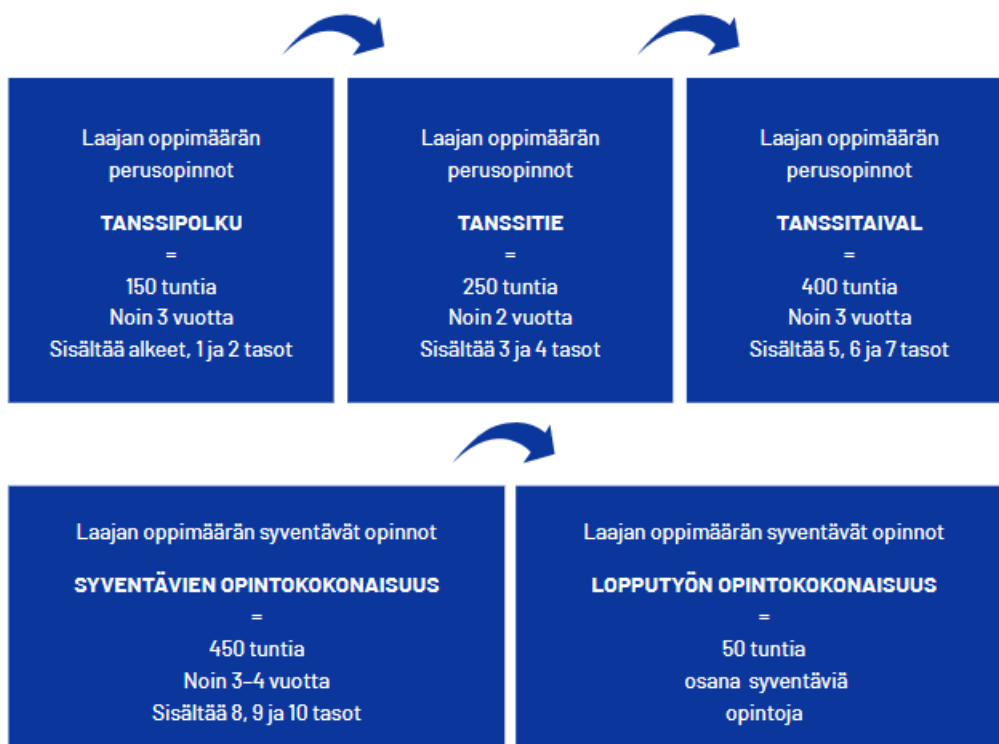 Laajan oppimäärän
perusopinnot
TANSSIPOLKU
=
150 tuntia
Noin 3 vuotta
Sisältää alkeet, 1 ja 2 tasot
Laajan oppimäärän
perusopinnot
TANSSITIE
=
250 tuntia
Noin 2 vuotta
Sisältää 3 ja 4 tasot
Laajan oppimäärän
perusopinnot
TANSSITAIVAL
=
400 tuntia
Noin 3 vuotta
Sisältää 5, 6 ja 7 tasot
Laajan oppimäärän syventävät opinnot
SYVENTÄVIEN OPINTOKOKONAISUUS
=
450 tuntia
Noin 3–4 vuotta
Sisältää 8, 9 ja 10 tasot
Laajan oppimäärän syventävät opinnot
LOPPUTYÖN OPINTOKOKONAISUUS
=
50 tuntia
osana syventäviä
opintoja